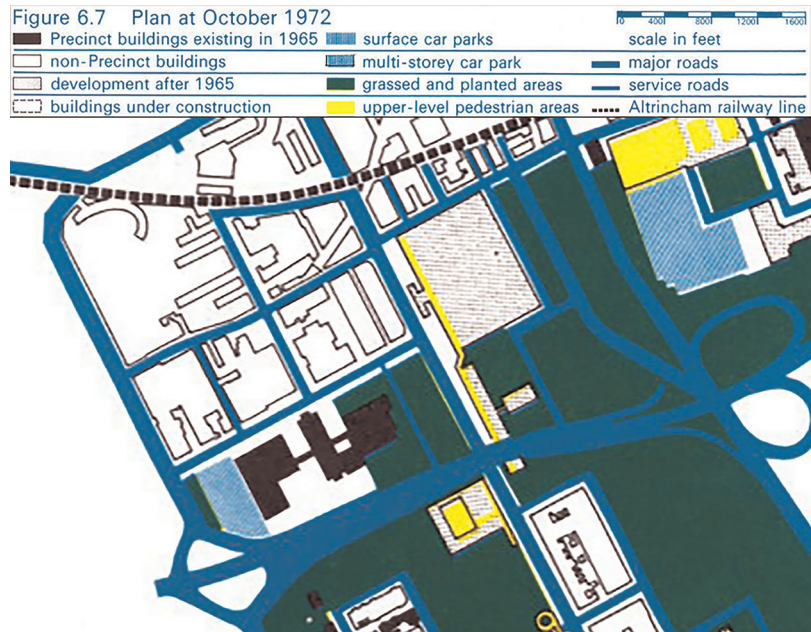 Figure 6.7 Plan at October 1972
0 400 800 1200 1600
Precinct buildings existing in 1965 surface car parks scale in feet
non-Precinct buildings multi-storey car park major roads
development after 1965 grassed and planted areas service roads
buildings under construction upper-level pedestrian areas Altrincham railway line